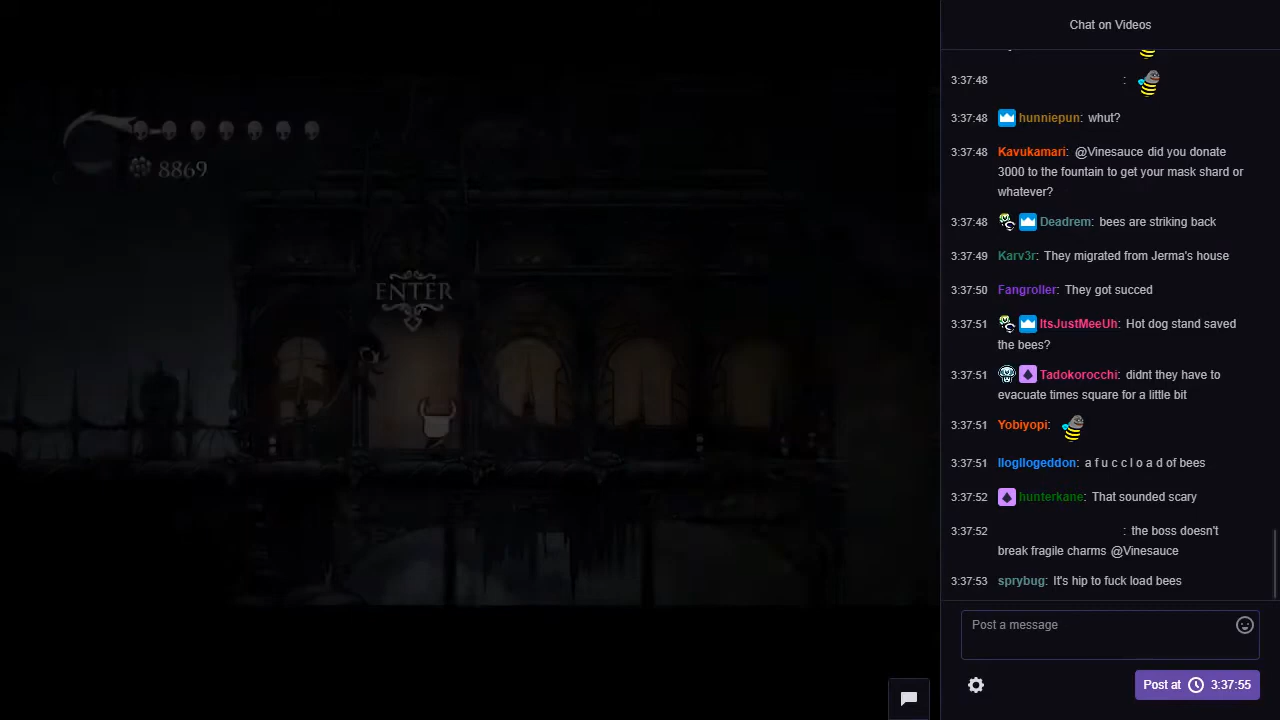 Chat on Videos
3:37:48 :
3:37:48 hunniepun: whut?
3:37:48 Kavukamari: @Vinesauce did you donate
3000 to the fountain to get your mask shard or
whatever?
3:37:48 Deadrem: bees are striking back
3:37:49 Karv3r: They migrated from Jerma's house
3:37:50 Fangroller: They got succed
3:37:51 ItsJustMeeUh: Hot dog stand saved
the bees?
3:37:51 Tadokorocchi: didnt they have to
evacuate times square for a little bit
3:37:51 Yobiyopi:
3:37:51 llogllogeddon: a f u c c l o a d of bees
3:37:52 hunterkane: That sounded scary
3:37:52 : the boss doesn't
break fragile charms @Vinesauce
3:37:53 sprybug: It's hip to fuck load bees
Post a message
Post at 3:37:55
8869
ENTER